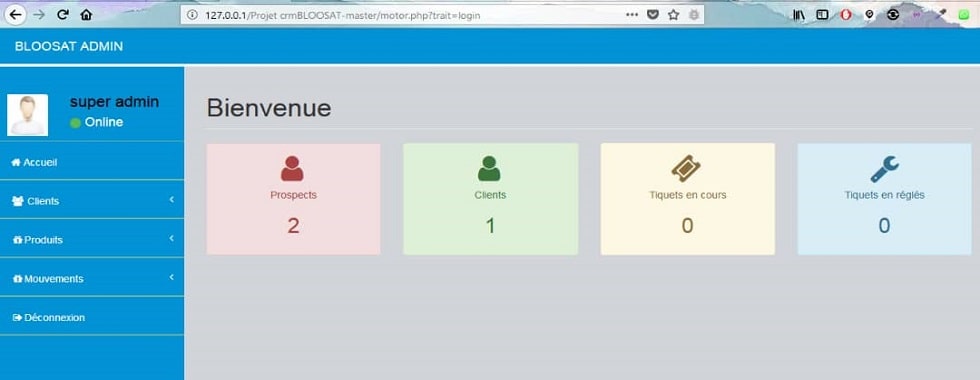 127.0.0.1/Projet crmBLOOSAT-master/motor.php?trait=login
BLOOSAT ADMIN
super admin
Online
Accueil
Clients
Produits
Mouvements
Déconnexion
Bienvenue
Prospects
2
Clients
1
Tiquets en cours
0
Tiquets en réglés
0